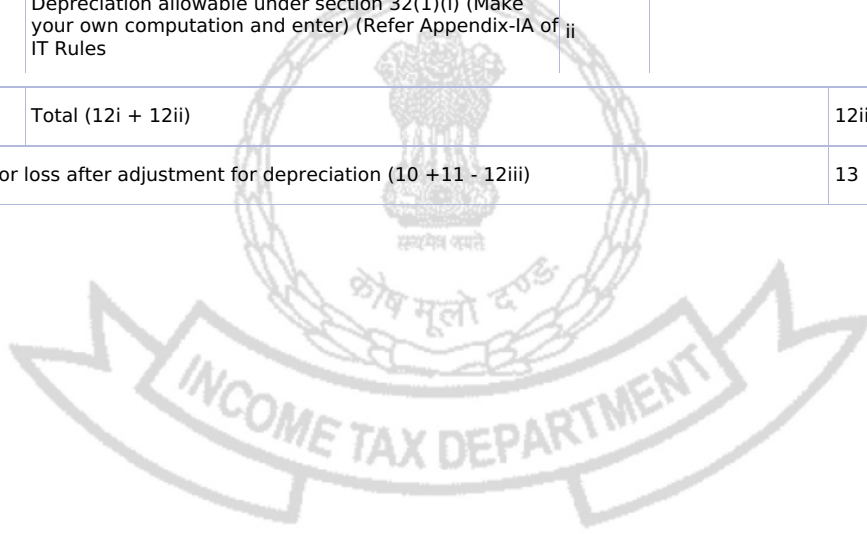 Depreciation allowable under section 32(1)(i) (Make
your own computation and enter) (Refer Appendix-IA of
IT Rules
ii
Total (12i + 12ii)
12ii
or loss after adjustment for depreciation (10 +11 - 12iii)
13
सत्यमेव जयते
कोष मूलो दण्डः
INCOME TAX DEPARTMENT